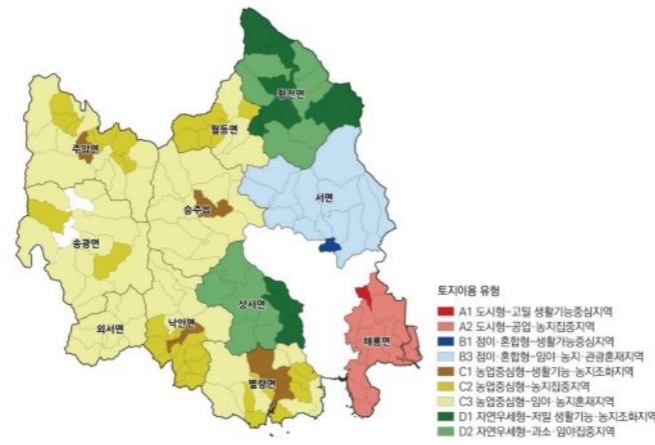 황전면
월등면
주암면
서면
승주읍
송광면
상사면
외서면
낙안면
해룡면
별량면
토지이용 유형
A1 도시형-고밀 생활기능중심지역
A2 도시형-공업·농지집중지역
B1 점이·혼합형-생활기능중심지역
B3 점이·혼합형-임야·농지·관광혼재지역
C1 농업중심형-생활기능·농지조화지역
C2 농업중심형-농지집중지역
C3 농업중심형-임야·농지혼재지역
D1 자연우세형-저밀 생활기능·농지조화지역
D2 자연우세형-과소·임야집중지역